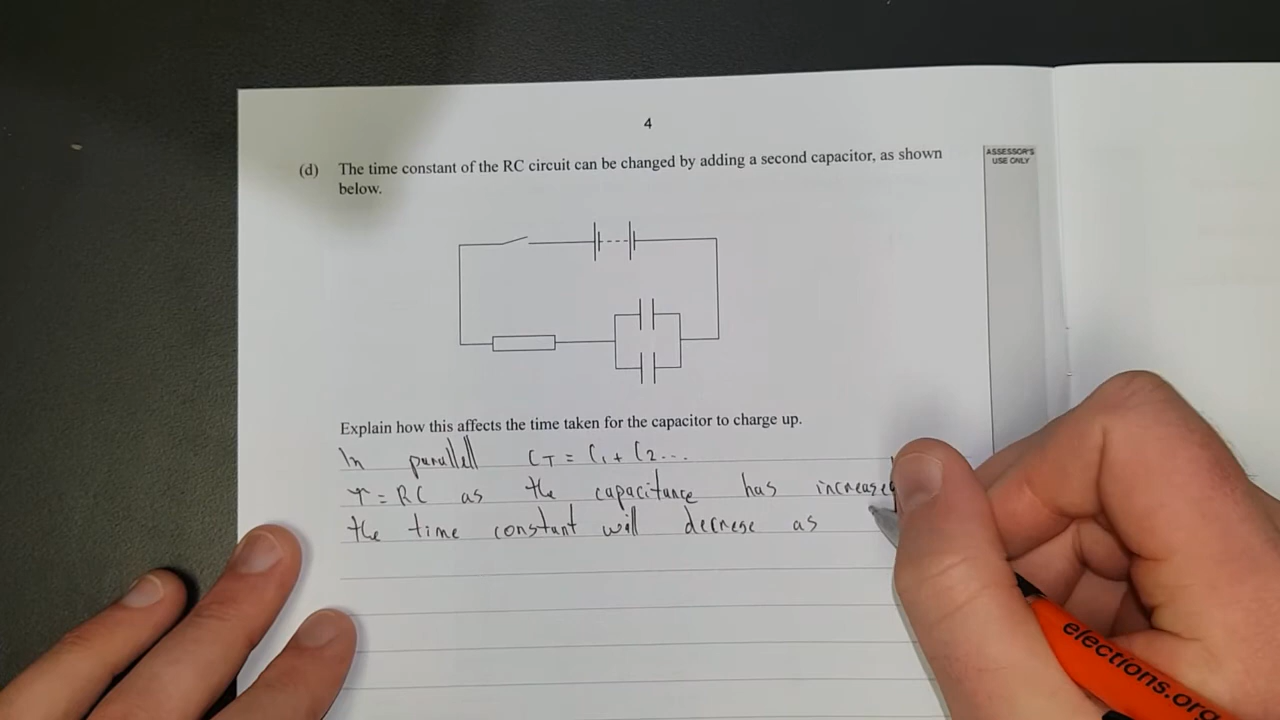 4
ASSESSOR'S
USE ONLY
(d) The time constant of the RC circuit can be changed by adding a second capacitor, as shown
below.
Explain how this affects the time taken for the capacitor to charge up.
In parallell CT = C1 + C2...
τ = RC as the capacitance has increased
the time constant will decrese as
elections.org